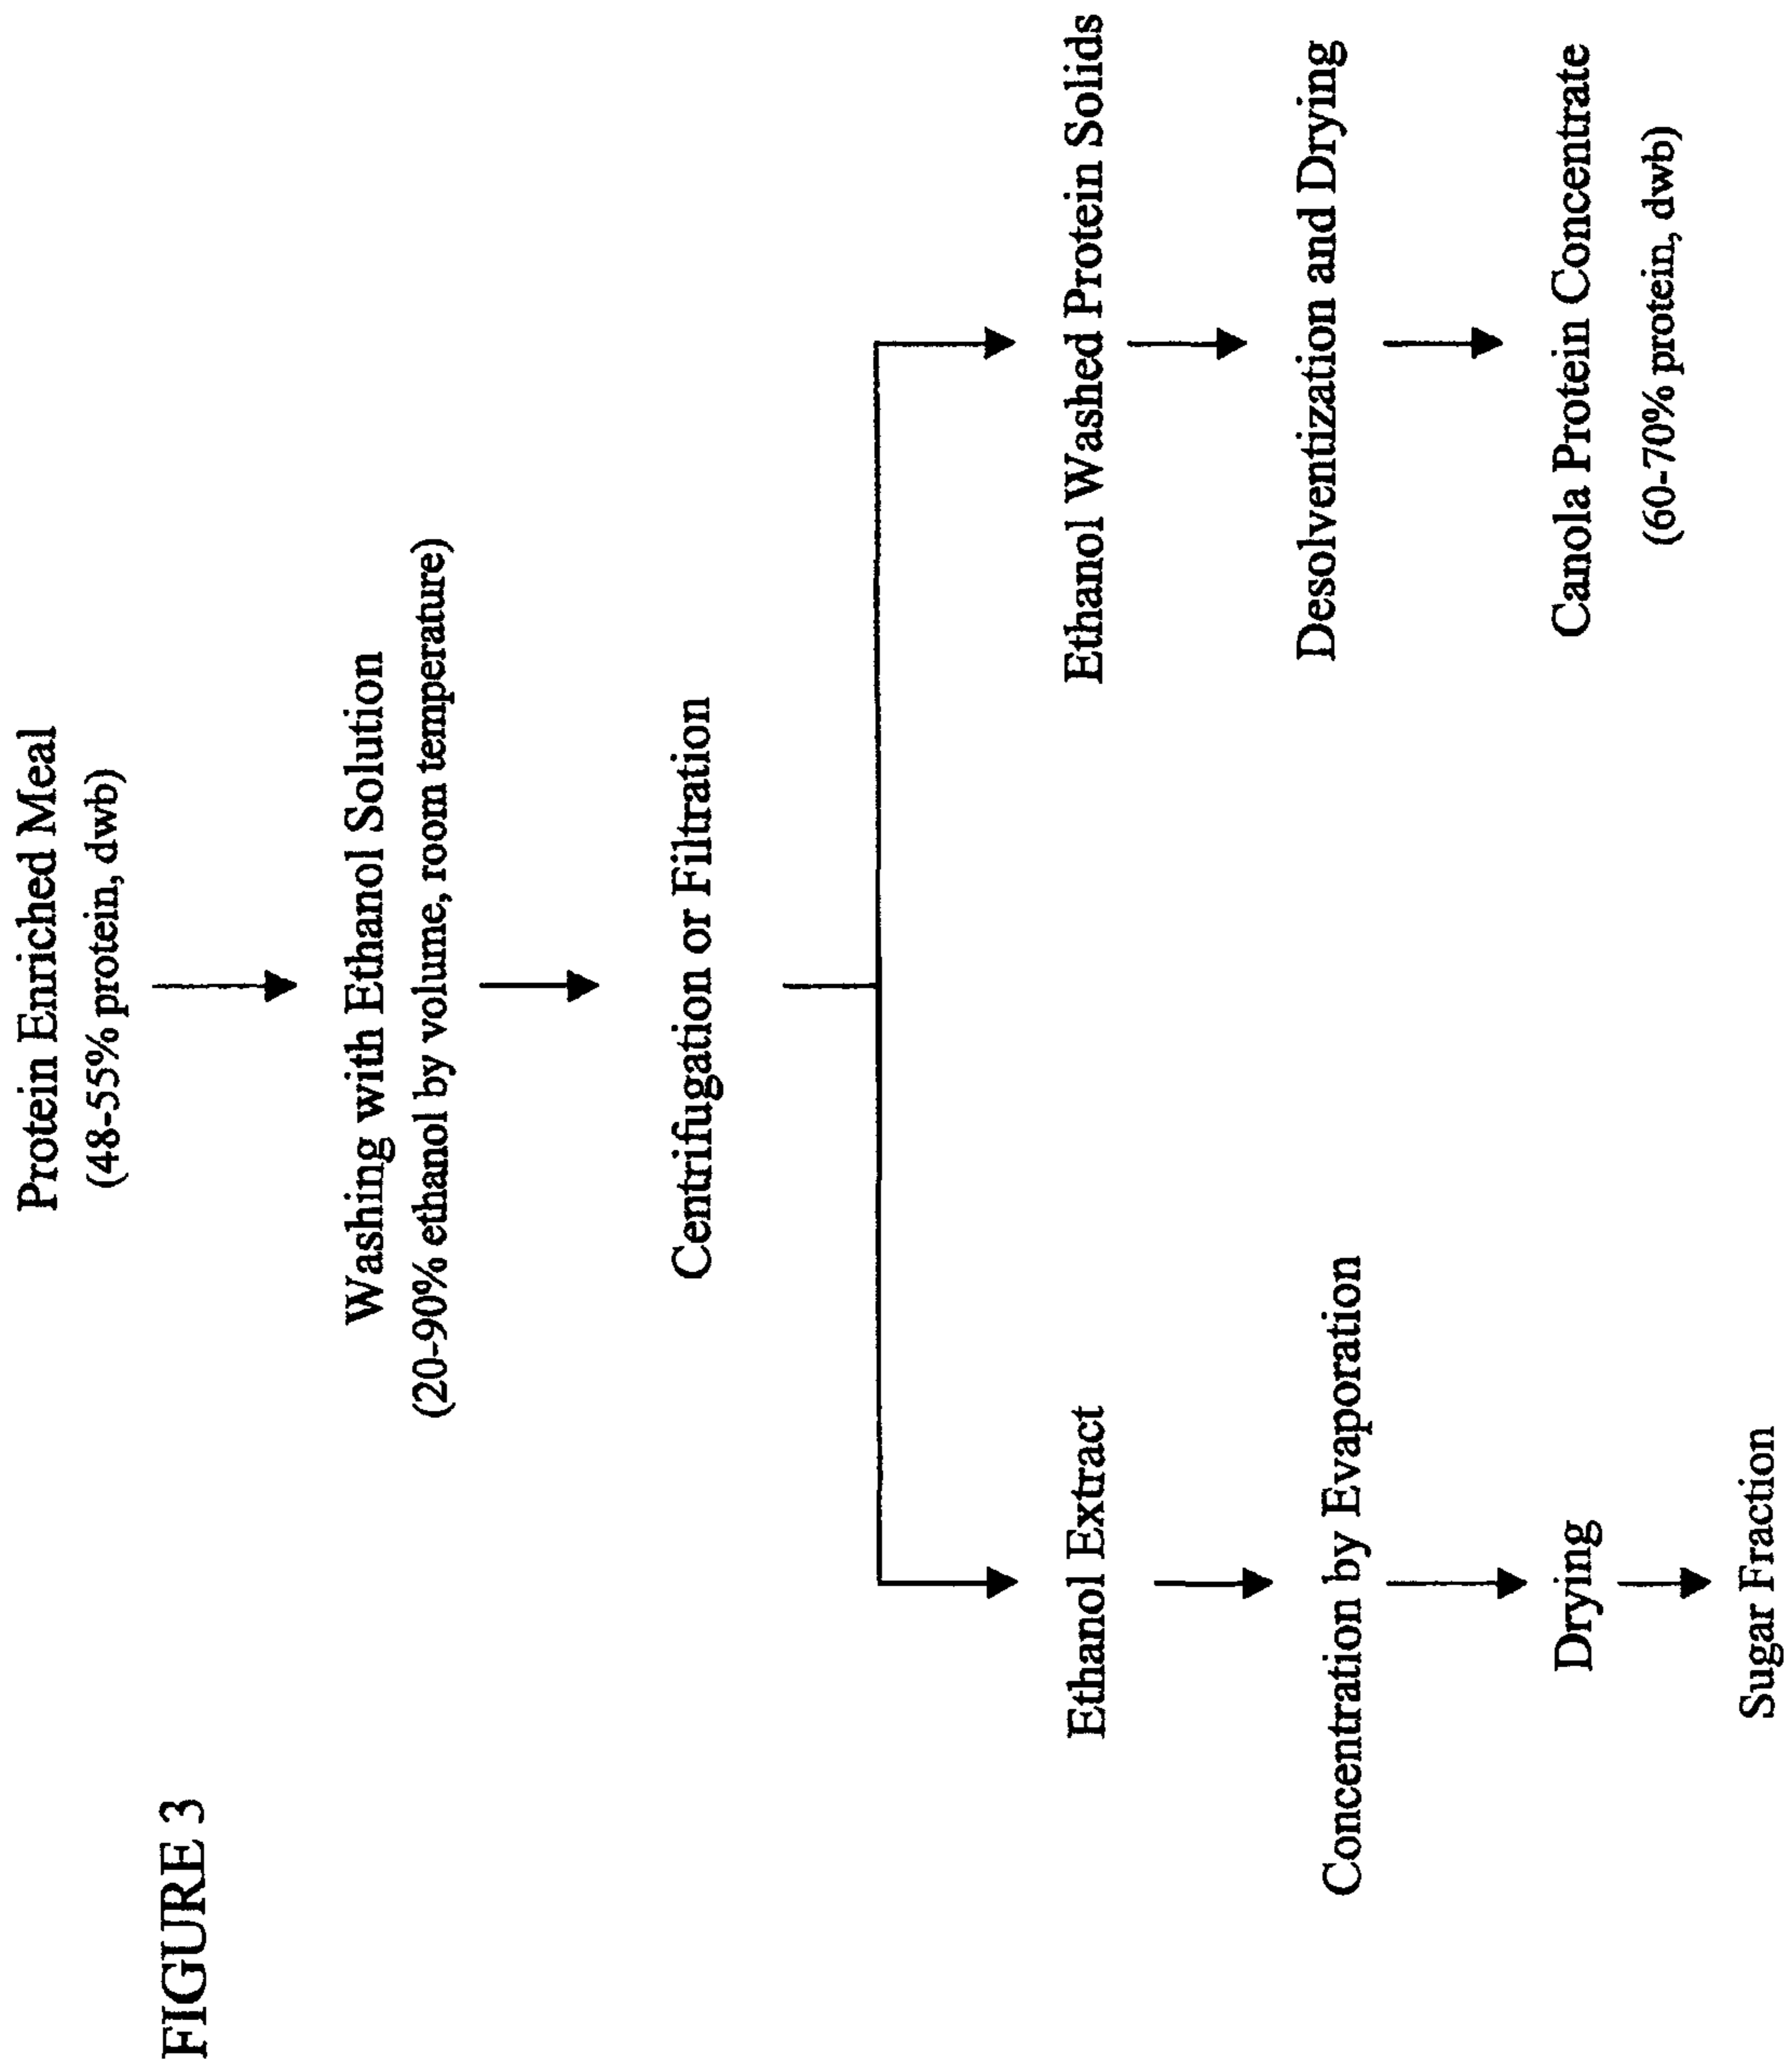 FIGURE 3
Protein Enriched Meal
(48-55% protein, dwb)
Washing with Ethanol Solution
(20-90% ethanol by volume, room temperature)
Centrifugation or Filtration
Ethanol Extract
Concentration by Evaporation
Drying
Sugar Fraction
Ethanol Washed Protein Solids
Desolventization and Drying
Canola Protein Concentrate
(60-70% protein, dwb)